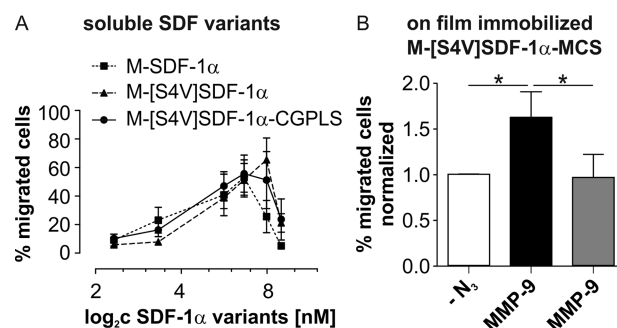 A soluble SDF variants
M-SDF-1α
M-[S4V]SDF-1α
M-[S4V]SDF-1α-CGPLS
% migrated cells
100
80
60
40
20
0
2 4 6 8 10
log₂c SDF-1α variants [nM]
B on film immobilized
M-[S4V]SDF-1α-MCS
% migrated cells
normalized
2.0
1.5
1.0
0.5
0.0
* *
- N₃
MMP-9
MMP-9